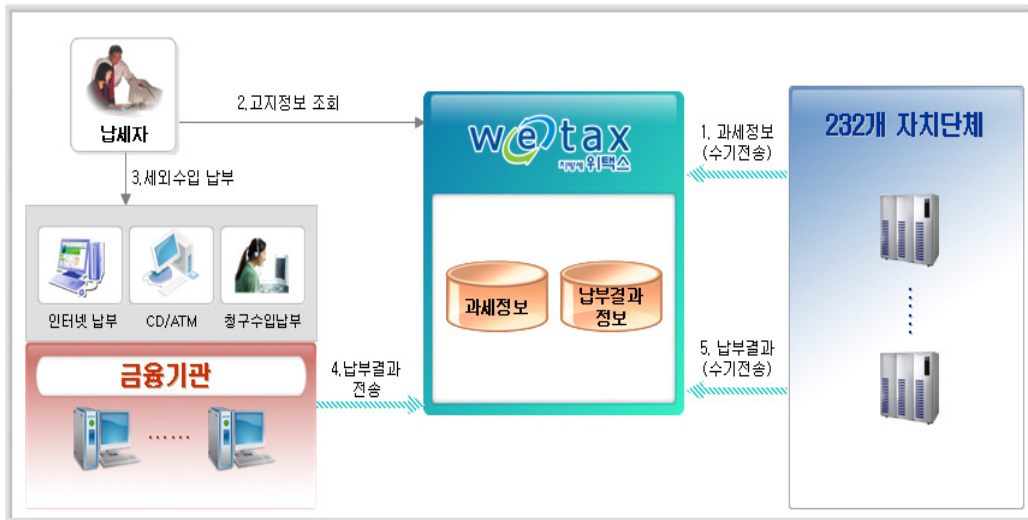 납세자
2.고지정보 조회
3.세외수입 납부
인터넷 납부
CD/ATM
청구수입납부
금융기관
······
4.납부결과
전송
wetax
지방세 위택스
과세정보
납부결과
정보
1. 과세정보
(수기전송)
5. 납부결과
(수기전송)
232개 자치단체